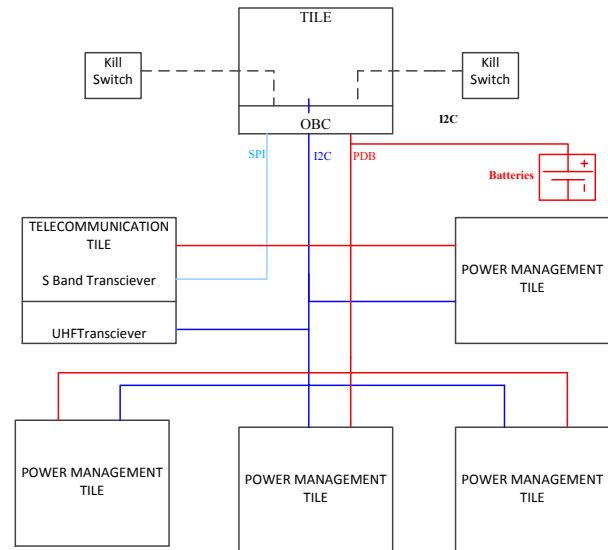 TILE
Kill
Switch
Kill
Switch
I2C
OBC
SPI
I2C
PDB
Batteries
+
TELECOMMUNICATION
TILE
S Band Transciever
UHFTransciever
POWER MANAGEMENT
TILE
POWER MANAGEMENT
TILE
POWER MANAGEMENT
TILE
POWER MANAGEMENT
TILE